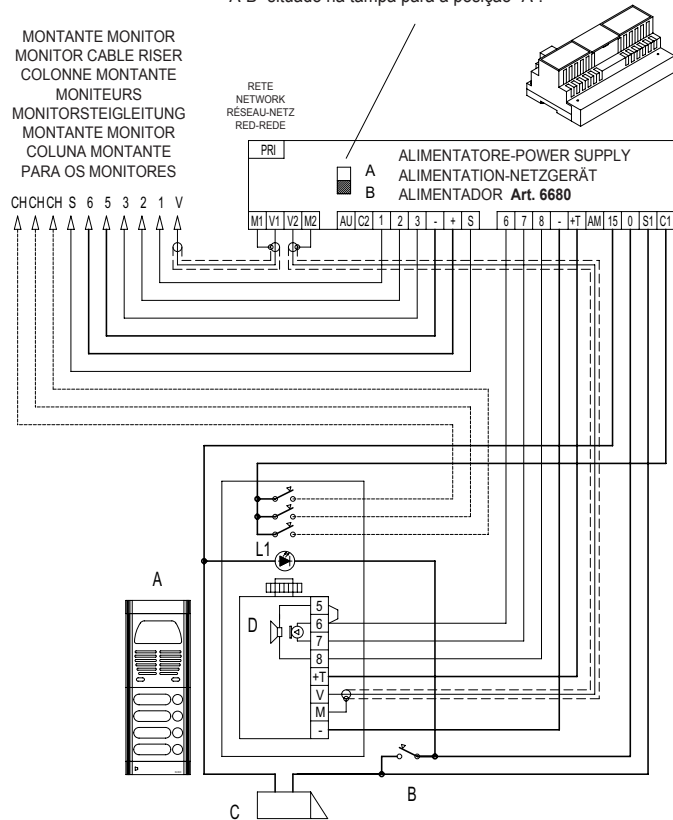 "A-B" situado na tampa para a posição "A".
MONTANTE MONITOR
MONITOR CABLE RISER
COLONNE MONTANTE
MONITEURS
MONITORSTEIGLEITUNG
MONTANTE MONITOR
COLUNA MONTANTE
PARA OS MONITORES
RETE
NETWORK
RÉSEAU-NETZ
RED-REDE
CH CH CH S 6 5 3 2 1 V
PRI
A
B
ALIMENTATORE-POWER SUPPLY
ALIMENTATION-NETZGERÄT
ALIMENTADOR Art. 6680
M1 V1 V2 M2 AU C2 1 2 3 - + S 6 7 8 - +T AM 15 0 S1 C1
L1
A
D
5
6
7
8
+T
V
M
-
B
C